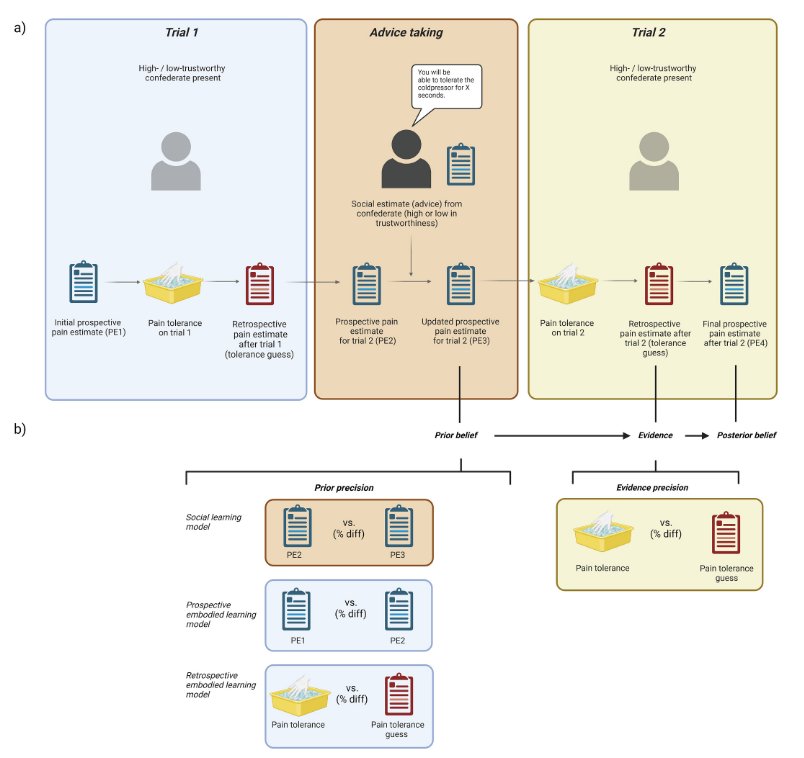 a)
Trial 1
High- / low-trustworthy
confederate present
Initial prospective
pain estimate (PE1)
Pain tolerance
on trial 1
Retrospective
pain estimate
after trial 1
(tolerance guess)
Advice taking
You will be
able to tolerate the
coldpressor for X
seconds.
Social estimate (advice) from
confederate (high or low in
trustworthiness)
Prospective pain
estimate
for trial 2 (PE2)
Updated prospective
pain estimate
for trial 2 (PE3)
Trial 2
High- / low-trustworthy
confederate present
Pain tolerance
on trial 2
Retrospective
pain estimate after
trial 2 (tolerance
guess)
Final prospective
pain estimate
after trial 2 (PE4)
b)
Prior belief
Evidence
Posterior belief
Prior precision
Social learning
model
PE2
vs.
(% diff)
PE3
Prospective
embodied learning
model
PE1
vs.
(% diff)
PE2
Retrospective
embodied learning
model
Pain tolerance
vs.
(% diff)
Pain tolerance
guess
Evidence precision
Pain tolerance
vs.
(% diff)
Pain tolerance
guess